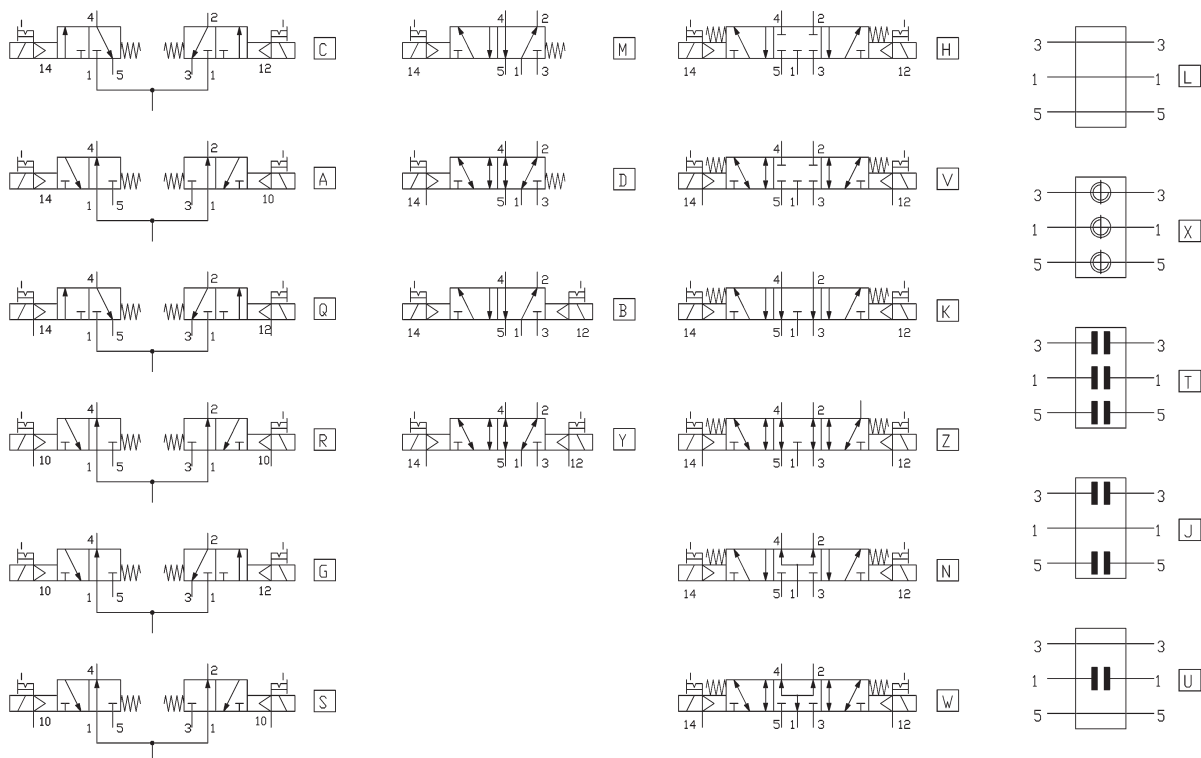 4 2
14 1 5 3 1 12 C
4 2
14 5 1 3 M
4 2
14 5 1 3 12 H
3 3
1 1 L
5 5
4 2
14 1 5 3 1 10 A
4 2
14 5 1 3 D
4 2
14 5 1 3 12 V
3 3
1 1 X
5 5
4 2
14 1 5 3 1 12 Q
4 2
14 5 1 3 12 B
4 2
14 5 1 3 12 K
3 3
1 1 T
5 5
4 2
10 1 5 3 1 10 R
4 2
14 5 1 3 12 Y
4 2
14 5 1 3 12 Z
3 3
1 1 J
5 5
4 2
10 1 5 3 1 12 G
4 2
14 5 1 3 12 N
3 3
1 1 U
5 5
4 2
10 1 5 3 1 10 S
4 2
14 5 1 3 12 W